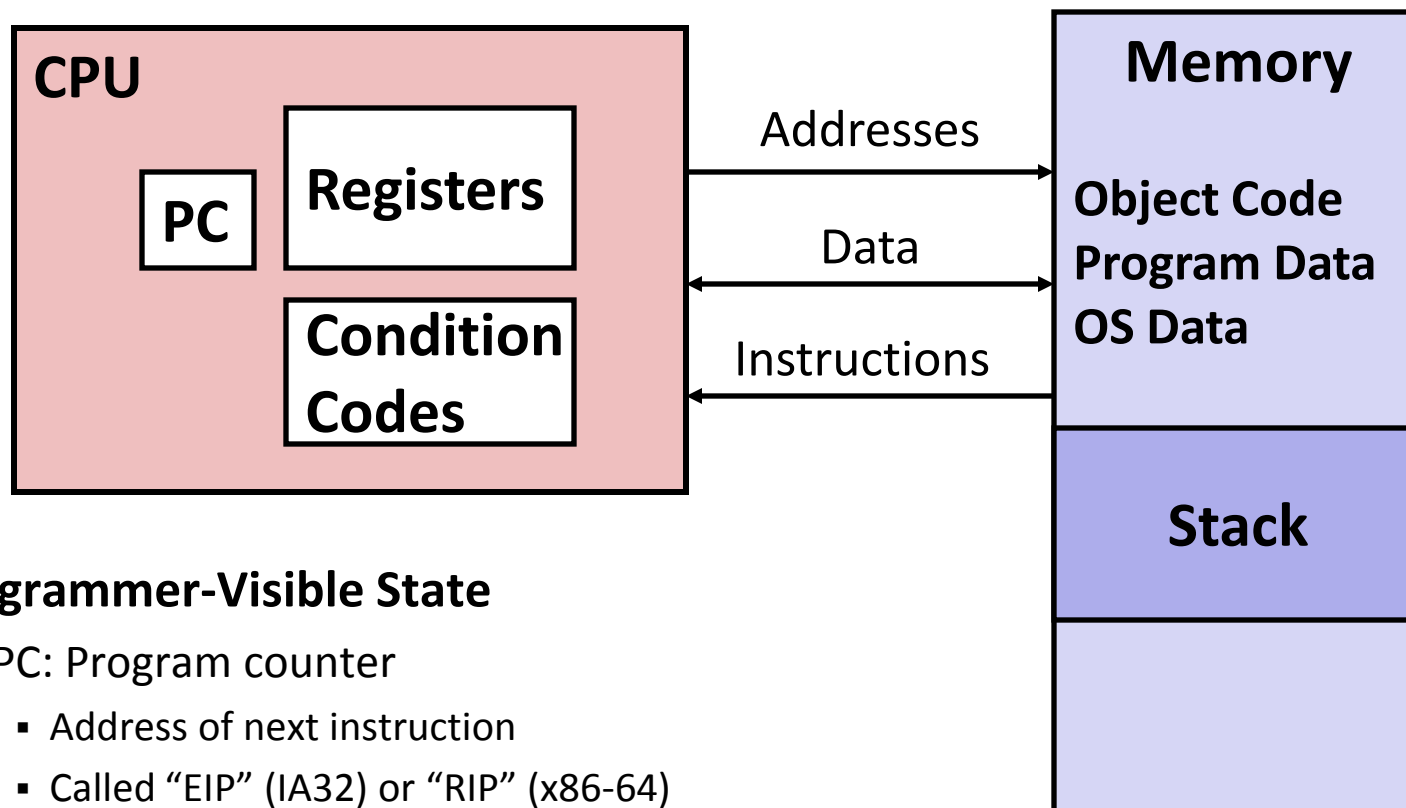 CPU
PC
Registers
Condition
Codes
Addresses
Data
Instructions
Memory
Object Code
Program Data
OS Data
Stack
grammer-Visible State
PC: Program counter
▪ Address of next instruction
▪ Called “EIP” (IA32) or “RIP” (x86-64)